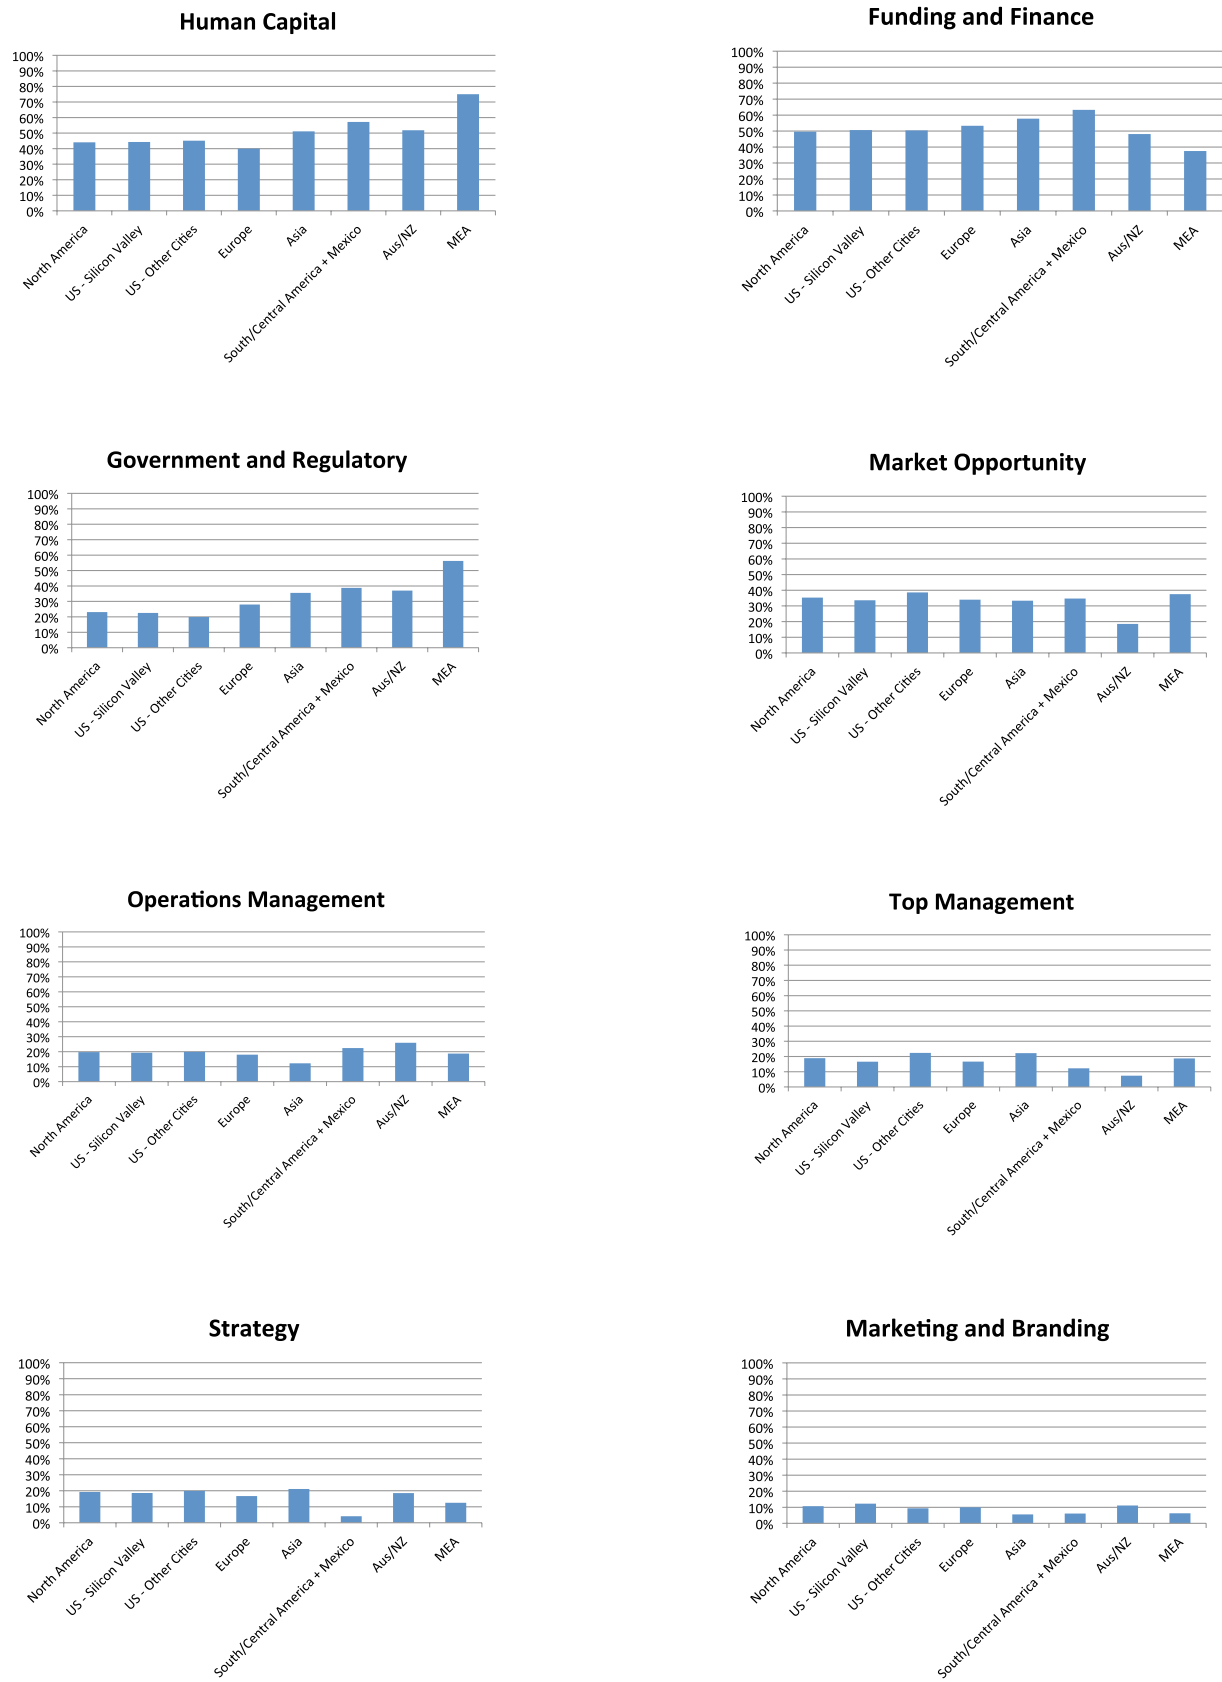 Human Capital
100%
90%
80%
70%
60%
50%
40%
30%
20%
10%
0%
North America
US - Silicon Valley
US - Other Cities
Europe
Asia
South/Central America + Mexico
Aus/NZ
MEA
Funding and Finance
100%
90%
80%
70%
60%
50%
40%
30%
20%
10%
0%
North America
US - Silicon Valley
US - Other Cities
Europe
Asia
South/Central America + Mexico
Aus/NZ
MEA
Government and Regulatory
100%
90%
80%
70%
60%
50%
40%
30%
20%
10%
0%
North America
US - Silicon Valley
US - Other Cities
Europe
Asia
South/Central America + Mexico
Aus/NZ
MEA
Market Opportunity
100%
90%
80%
70%
60%
50%
40%
30%
20%
10%
0%
North America
US - Silicon Valley
US - Other Cities
Europe
Asia
South/Central America + Mexico
Aus/NZ
MEA
Operations Management
100%
90%
80%
70%
60%
50%
40%
30%
20%
10%
0%
North America
US - Silicon Valley
US - Other Cities
Europe
Asia
South/Central America + Mexico
Aus/NZ
MEA
Top Management
100%
90%
80%
70%
60%
50%
40%
30%
20%
10%
0%
North America
US - Silicon Valley
US - Other Cities
Europe
Asia
South/Central America + Mexico
Aus/NZ
MEA
Strategy
100%
90%
80%
70%
60%
50%
40%
30%
20%
10%
0%
North America
US - Silicon Valley
US - Other Cities
Europe
Asia
South/Central America + Mexico
Aus/NZ
MEA
Marketing and Branding
100%
90%
80%
70%
60%
50%
40%
30%
20%
10%
0%
North America
US - Silicon Valley
US - Other Cities
Europe
Asia
South/Central America + Mexico
Aus/NZ
MEA